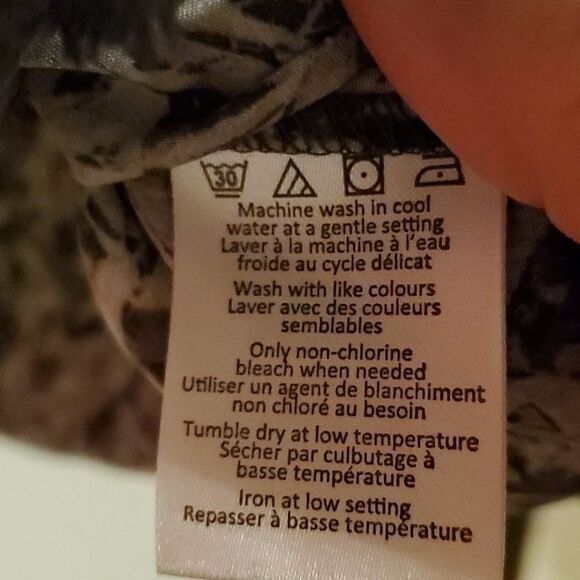 30
Machine wash in cool
water at a gentle setting
Laver à la machine à l'eau
froide au cycle délicat
Wash with like colours
Laver avec des couleurs
semblables
Only non-chlorine
bleach when needed
Utiliser un agent de blanchiment
non chloré au besoin
Tumble dry at low temperature
Sécher par culbutage à
basse température
Iron at low setting
Repasser à basse température